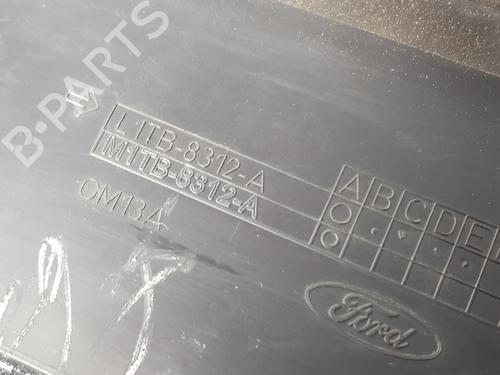 B-PARTS
L1TB-8312-A
M1TB-8312-A
OM13A
A B C D E
Ford